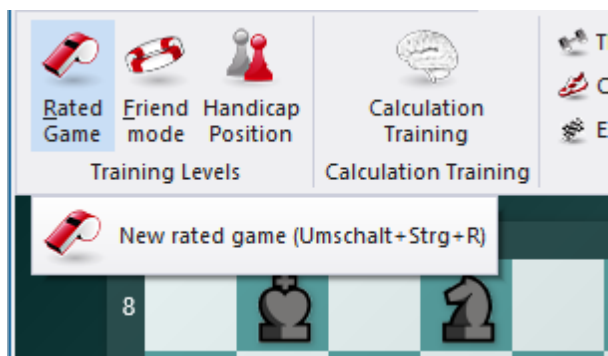 Rated Game
Friend mode
Handicap Position
Training Levels
Calculation Training
Calculation Training
T
C
E
New rated game (Umschalt+Strg+R)
8